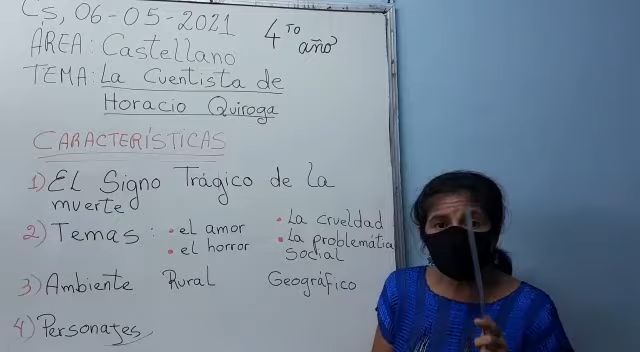 Cs, 06-05-2021
4to año
ÁREA: Castellano
TEMA: La Cuentista de
Horacio Quiroga
CARACTERÍSTICAS
1) EL Signo Trágico de La
muerte
2) Temas: • el amor • La crueldad
• el horror • La problemática
social
3) Ambiente Rural Geográfico
4) Personajes